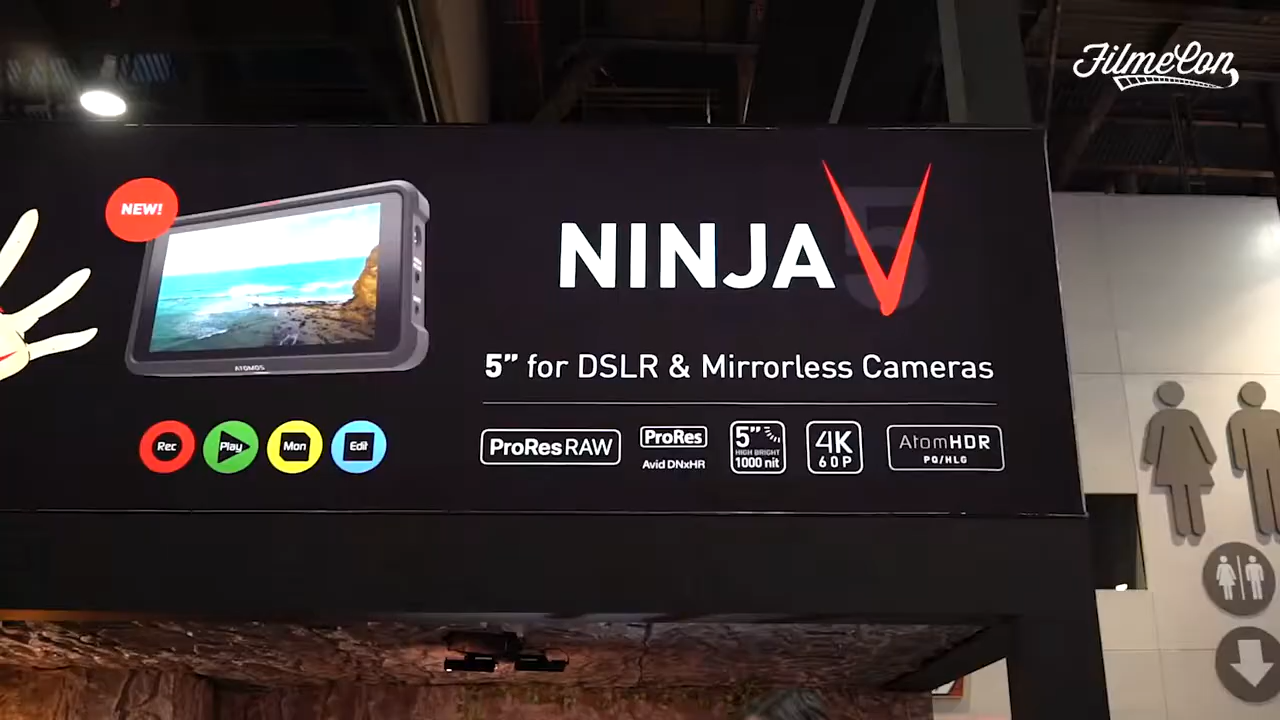 FilmeCon
NEW!
NINJA V
5
5” for DSLR & Mirrorless Cameras
ATOMOS
Rec Play Mon Edit
ProRes RAW
ProRes
Avid DNxHR
5”
HIGH BRIGHT
1000 nit
4K
60P
AtomHDR
PQ/HLG